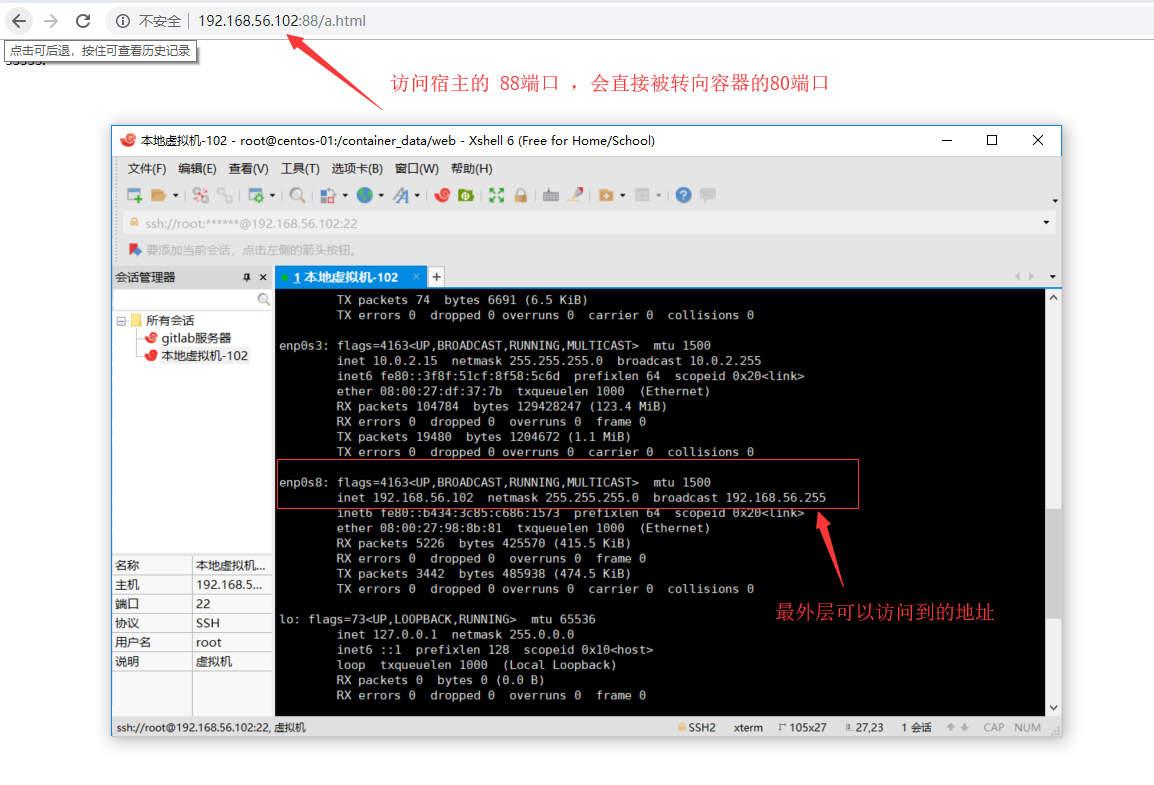 不安全 192.168.56.102:88/a.html
点击可后退，按住可查看历史记录
访问宿主的 88端口 ，会直接被转向容器的80端口
本地虚拟机-102 - root@centos-01:/container_data/web - Xshell 6 (Free for Home/School)
文件(F) 编辑(E) 查看(V) 工具(T) 选项卡(B) 窗口(W) 帮助(H)
ssh://root:******@192.168.56.102:22
要添加当前会话，点击左侧的箭头按钮。
会话管理器
1 本地虚拟机-102
所有会话
gitlab服务器
本地虚拟机-102
TX packets 74  bytes 6691 (6.5 KiB)
TX errors 0  dropped 0 overruns 0  carrier 0  collisions 0
enp0s3: flags=4163<UP,BROADCAST,RUNNING,MULTICAST>  mtu 1500
inet 10.0.2.15  netmask 255.255.255.0  broadcast 10.0.2.255
inet6 fe80::3f8f:51cf:8f58:5c6d  prefixlen 64  scopeid 0x20<link>
ether 08:00:27:df:37:7b  txqueuelen 1000  (Ethernet)
RX packets 104784  bytes 129428247 (123.4 MiB)
RX errors 0  dropped 0  overruns 0  frame 0
TX packets 19480  bytes 1204672 (1.1 MiB)
TX errors 0  dropped 0 overruns 0  carrier 0  collisions 0
enp0s8: flags=4163<UP,BROADCAST,RUNNING,MULTICAST>  mtu 1500
inet 192.168.56.102  netmask 255.255.255.0  broadcast 192.168.56.255
inet6 fe80::b434:3c85:c686:1573  prefixlen 64  scopeid 0x20<link>
ether 08:00:27:98:8b:81  txqueuelen 1000  (Ethernet)
RX packets 5226  bytes 425570 (415.5 KiB)
RX errors 0  dropped 0  overruns 0  frame 0
TX packets 3442  bytes 485938 (474.5 KiB)
TX errors 0  dropped 0 overruns 0  carrier 0  collisions 0
最外层可以访问到的地址
lo: flags=73<UP,LOOPBACK,RUNNING>  mtu 65536
inet 127.0.0.1  netmask 255.0.0.0
inet6 ::1  prefixlen 128  scopeid 0x10<host>
loop  txqueuelen 1000  (Local Loopback)
RX packets 0  bytes 0 (0.0 B)
RX errors 0  dropped 0  overruns 0  frame 0
名称 本地虚拟机...
主机 192.168.5...
端口 22
协议 SSH
用户名 root
说明 虚拟机
ssh://root@192.168.56.102:22, 虚拟机 SSH2 xterm 105x27 27,23 1 会话 CAP NUM